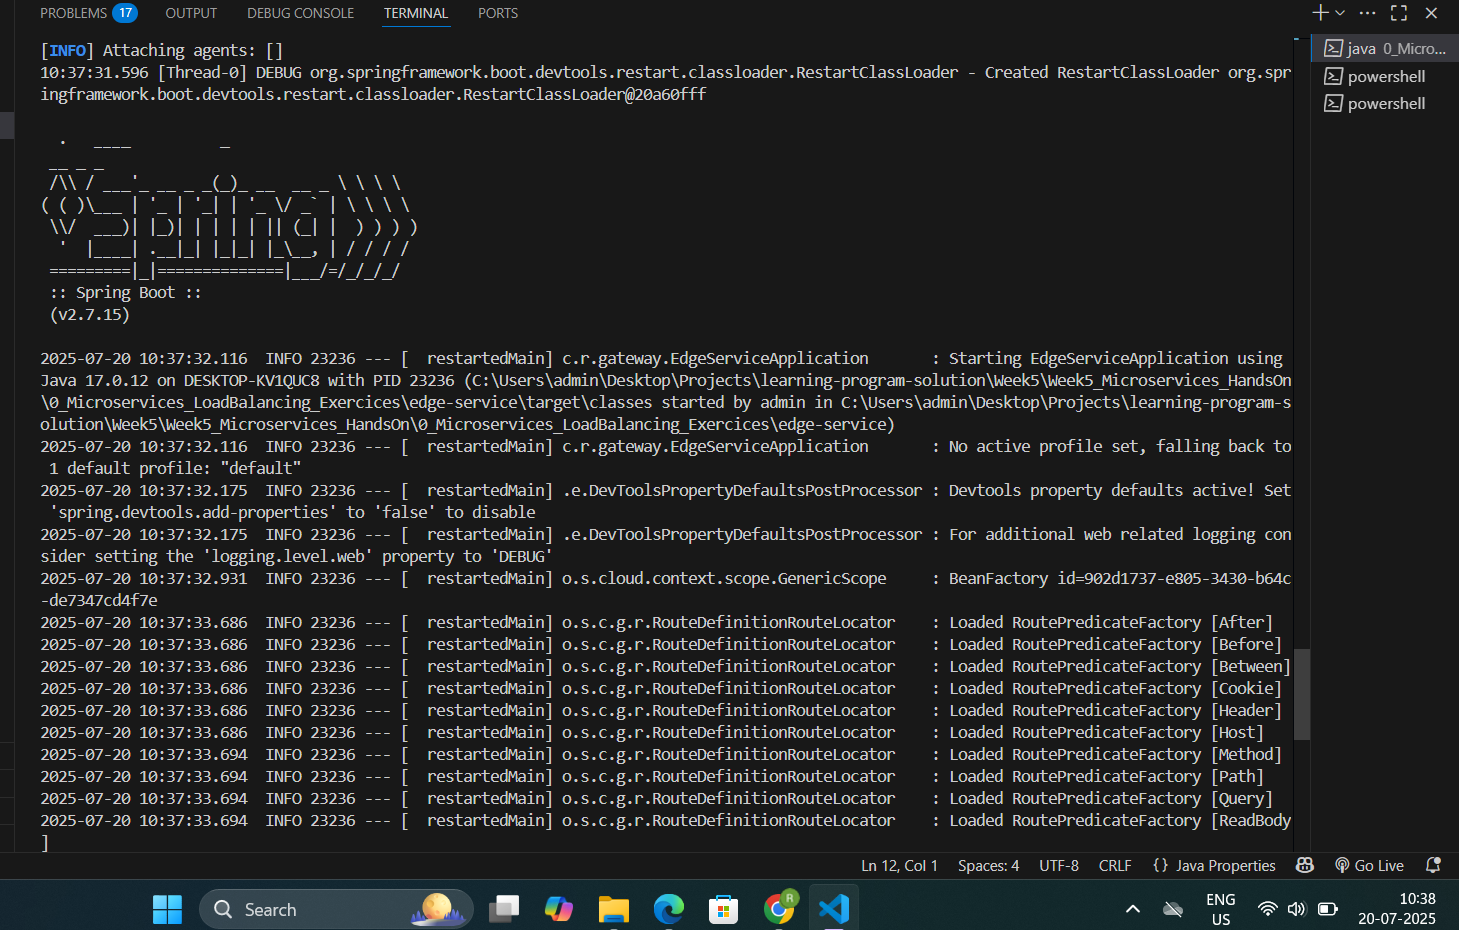 PROBLEMS 17 OUTPUT DEBUG CONSOLE TERMINAL PORTS
[INFO] Attaching agents: []
10:37:31.596 [Thread-0] DEBUG org.springframework.boot.devtools.restart.classloader.RestartClassLoader - Created RestartClassLoader org.spr
ingframework.boot.devtools.restart.classloader.RestartClassLoader@20a60fff
java 0_Micro...
powershell
powershell
  .   ____          _
 __ _ _
 /\\ / ___'_ __ _ _(_)_ __  __ _ \ \ \ \
( ( )\___ | '_ | '_| | '_ \/ _` | \ \ \ \
 \\/  ___)| |_)| | | | | || (_| |  ) ) ) )
  '  |____| .__|_| |_|_| |_\__, | / / / /
 =========|_|==============|___/=/_/_/_/
 :: Spring Boot ::
 (v2.7.15)
2025-07-20 10:37:32.116  INFO 23236 --- [  restartedMain] c.r.gateway.EdgeServiceApplication       : Starting EdgeServiceApplication using
Java 17.0.12 on DESKTOP-KV1QUC8 with PID 23236 (C:\Users\admin\Desktop\Projects\learning-program-solution\Week5\Week5_Microservices_HandsOn
\0_Microservices_LoadBalancing_Exercices\edge-service\target\classes started by admin in C:\Users\admin\Desktop\Projects\learning-program-s
olution\Week5\Week5_Microservices_HandsOn\0_Microservices_LoadBalancing_Exercices\edge-service)
2025-07-20 10:37:32.116  INFO 23236 --- [  restartedMain] c.r.gateway.EdgeServiceApplication       : No active profile set, falling back to
 1 default profile: "default"
2025-07-20 10:37:32.175  INFO 23236 --- [  restartedMain] .e.DevToolsPropertyDefaultsPostProcessor : Devtools property defaults active! Set
 'spring.devtools.add-properties' to 'false' to disable
2025-07-20 10:37:32.175  INFO 23236 --- [  restartedMain] .e.DevToolsPropertyDefaultsPostProcessor : For additional web related logging con
sider setting the 'logging.level.web' property to 'DEBUG'
2025-07-20 10:37:32.931  INFO 23236 --- [  restartedMain] o.s.cloud.context.scope.GenericScope     : BeanFactory id=902d1737-e805-3430-b64c
-de7347cd4f7e
2025-07-20 10:37:33.686  INFO 23236 --- [  restartedMain] o.s.c.g.r.RouteDefinitionRouteLocator    : Loaded RoutePredicateFactory [After]
2025-07-20 10:37:33.686  INFO 23236 --- [  restartedMain] o.s.c.g.r.RouteDefinitionRouteLocator    : Loaded RoutePredicateFactory [Before]
2025-07-20 10:37:33.686  INFO 23236 --- [  restartedMain] o.s.c.g.r.RouteDefinitionRouteLocator    : Loaded RoutePredicateFactory [Between]
2025-07-20 10:37:33.686  INFO 23236 --- [  restartedMain] o.s.c.g.r.RouteDefinitionRouteLocator    : Loaded RoutePredicateFactory [Cookie]
2025-07-20 10:37:33.686  INFO 23236 --- [  restartedMain] o.s.c.g.r.RouteDefinitionRouteLocator    : Loaded RoutePredicateFactory [Header]
2025-07-20 10:37:33.686  INFO 23236 --- [  restartedMain] o.s.c.g.r.RouteDefinitionRouteLocator    : Loaded RoutePredicateFactory [Host]
2025-07-20 10:37:33.694  INFO 23236 --- [  restartedMain] o.s.c.g.r.RouteDefinitionRouteLocator    : Loaded RoutePredicateFactory [Method]
2025-07-20 10:37:33.694  INFO 23236 --- [  restartedMain] o.s.c.g.r.RouteDefinitionRouteLocator    : Loaded RoutePredicateFactory [Path]
2025-07-20 10:37:33.694  INFO 23236 --- [  restartedMain] o.s.c.g.r.RouteDefinitionRouteLocator    : Loaded RoutePredicateFactory [Query]
2025-07-20 10:37:33.694  INFO 23236 --- [  restartedMain] o.s.c.g.r.RouteDefinitionRouteLocator    : Loaded RoutePredicateFactory [ReadBody
]
Ln 12, Col 1 Spaces: 4 UTF-8 CRLF {} Java Properties Go Live
Search
R
ENG
US
10:38
20-07-2025